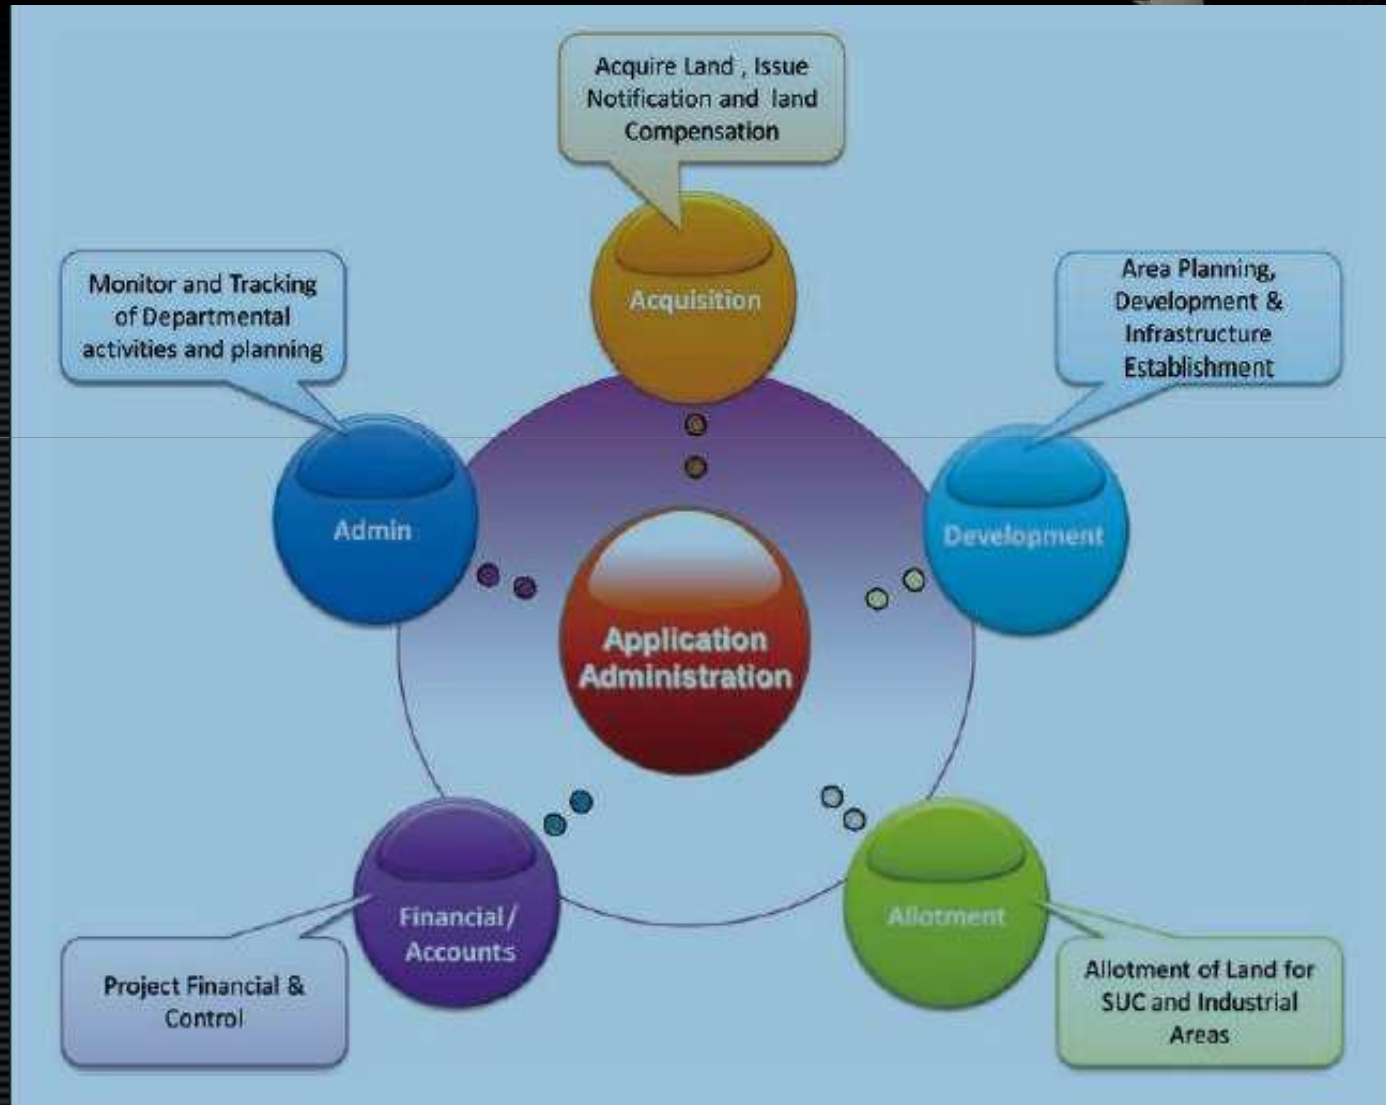 Acquire Land , Issue
Notification and land
Compensation
Acquisition
Monitor and Tracking
of Departmental
activities and planning
Admin
Area Planning,
Development &
Infrastructure
Establishment
Development
Application
Administration
Financial/
Accounts
Project Financial &
Control
Allotment
Allotment of Land for
SUC and Industrial
Areas